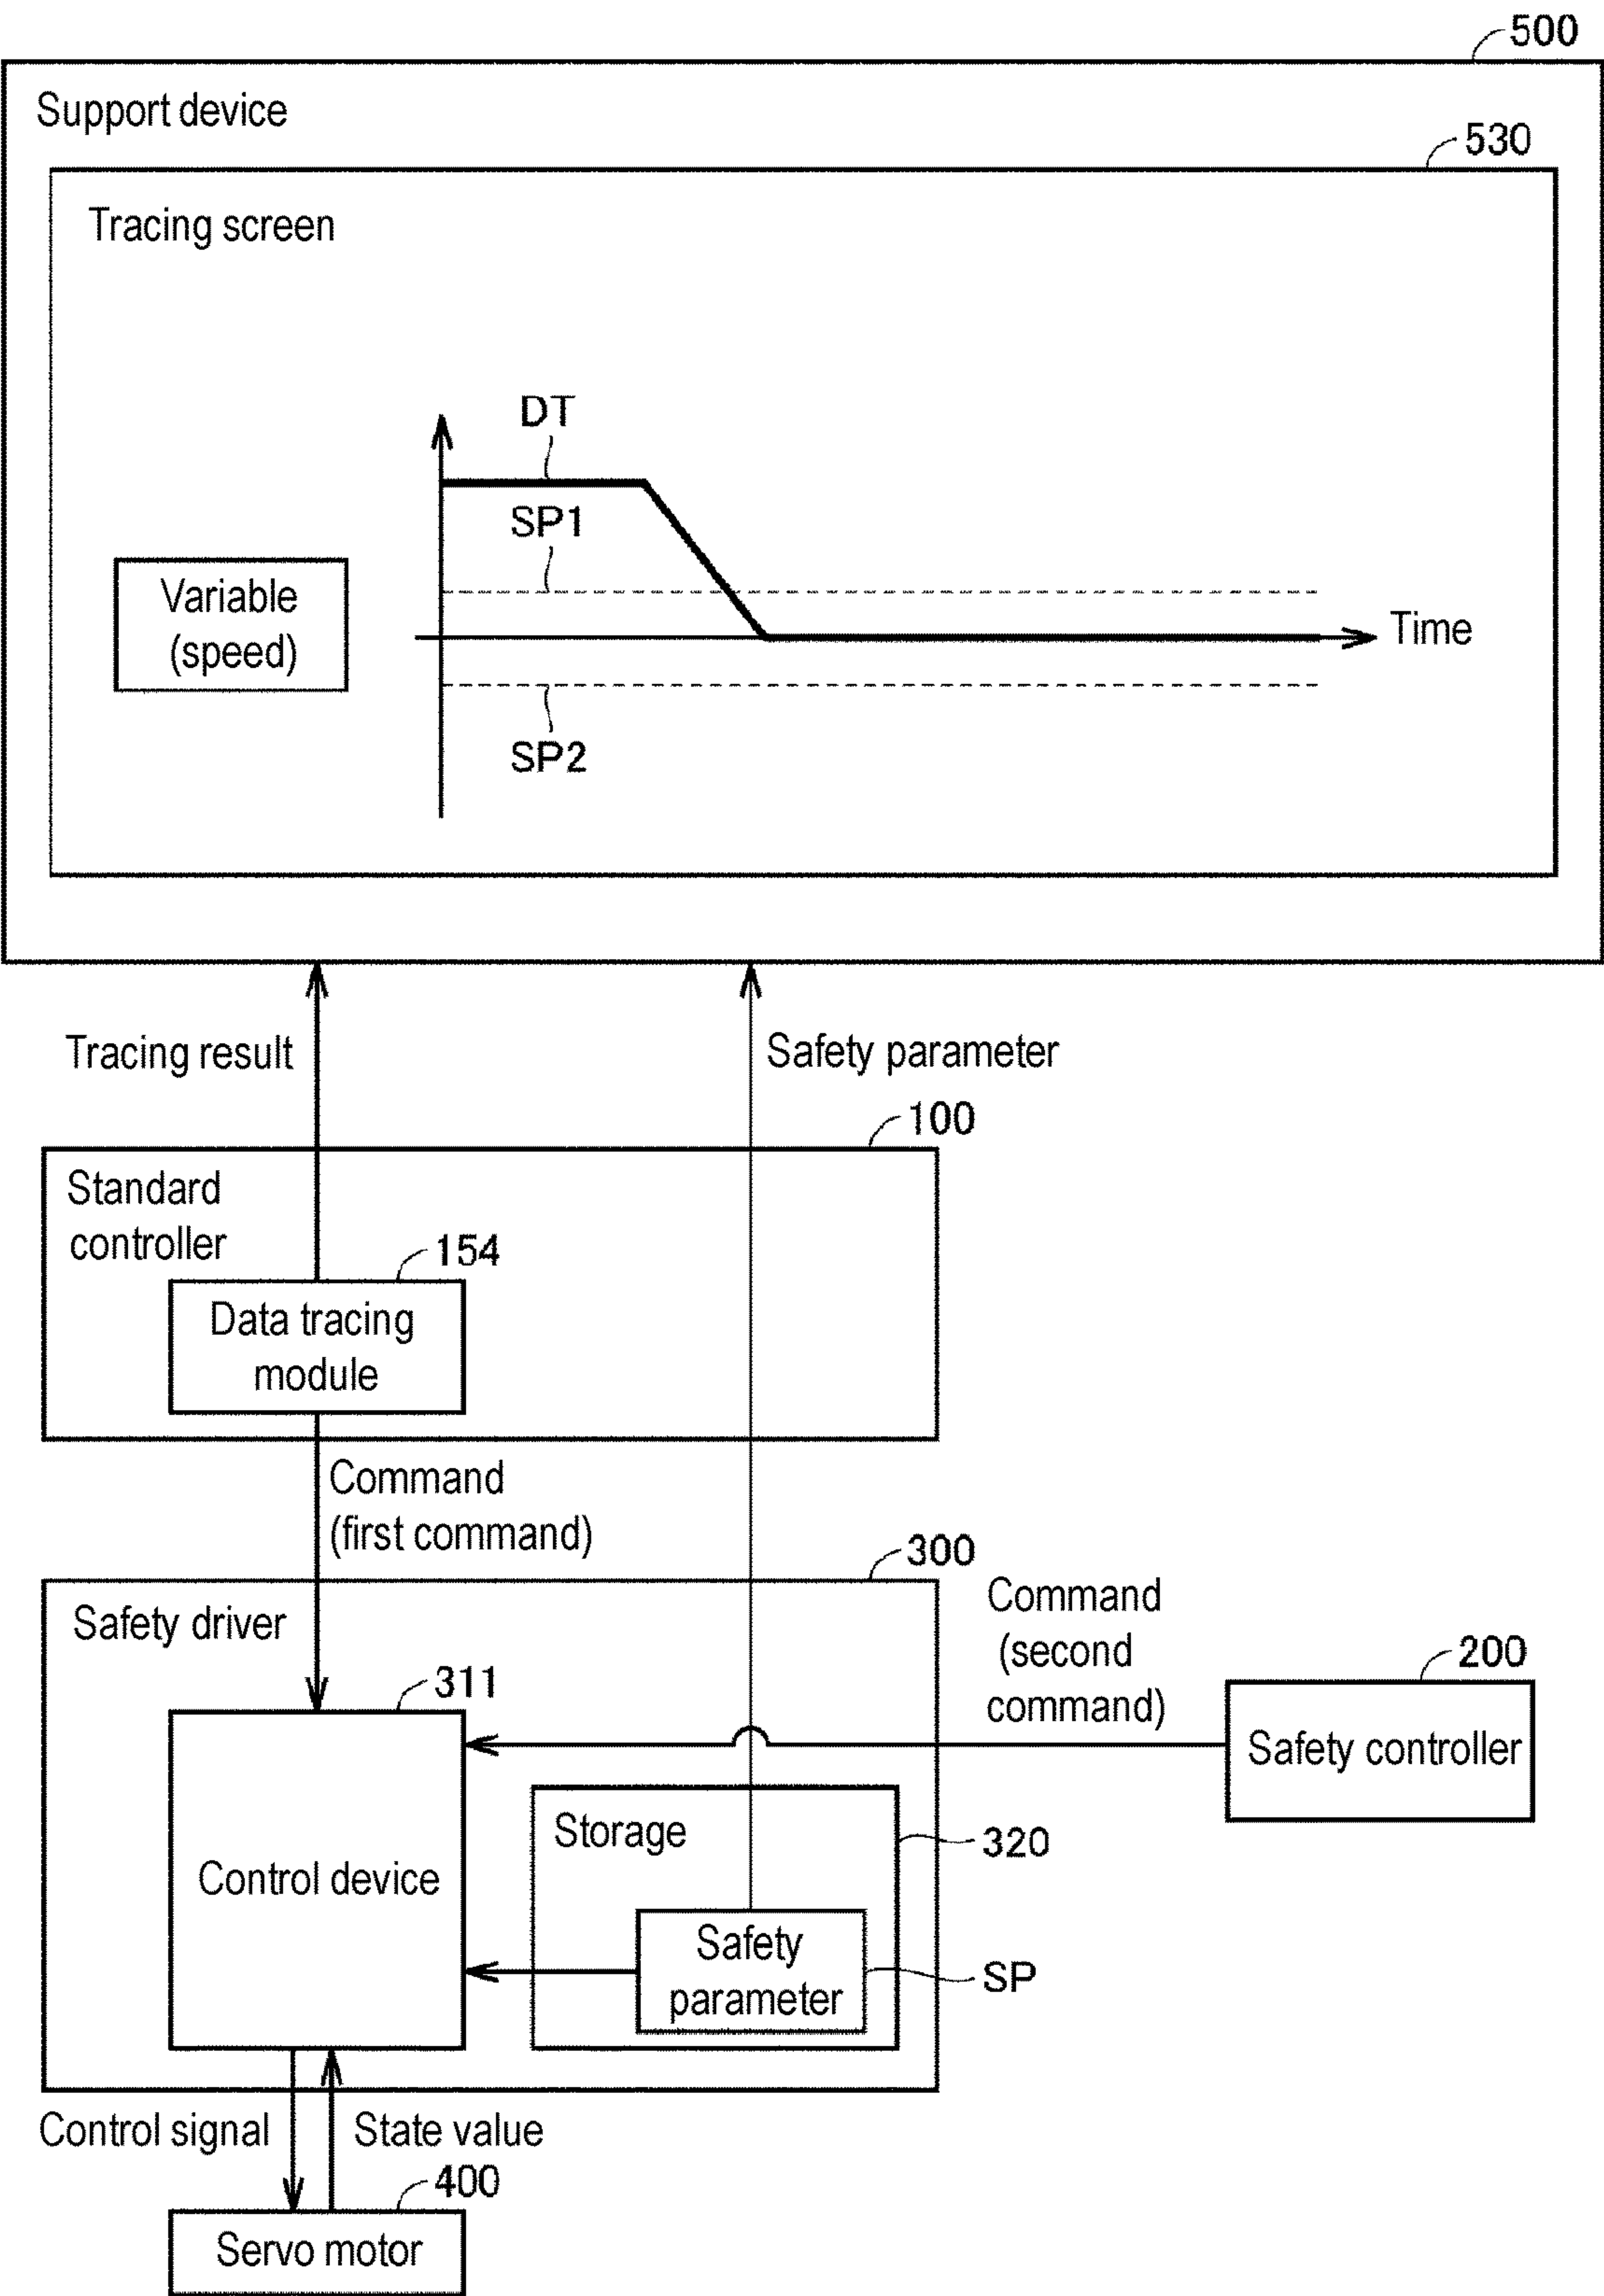 500
Support device
530
Tracing screen
DT
SP1
Variable
(speed)
Time
SP2
Tracing result
Safety parameter
100
Standard
controller
154
Data tracing
module
Command
(first command)
300
Safety driver
Command
(second
command)
200
Safety controller
311
Control device
Storage
320
Safety
parameter
SP
Control signal
State value
400
Servo motor